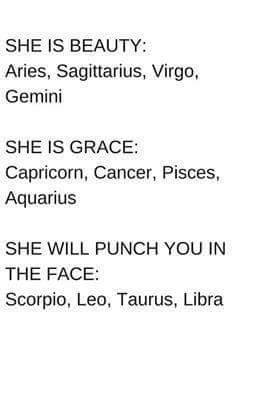 SHE IS BEAUTY:
Aries, Sagittarius, Virgo,
Gemini
SHE IS GRACE:
Capricorn, Cancer, Pisces,
Aquarius
SHE WILL PUNCH YOU IN
THE FACE:
Scorpio, Leo, Taurus, Libra